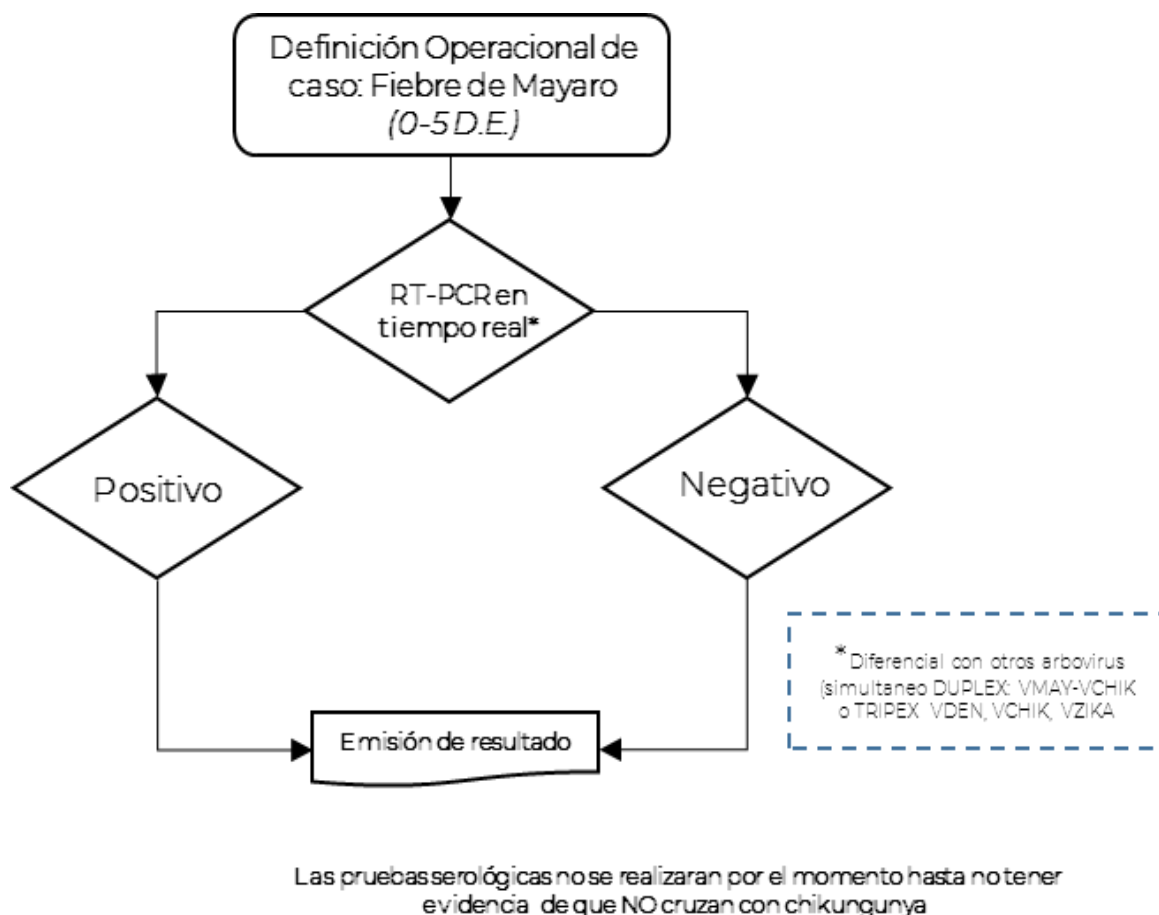 Definición Operacional de
caso: Fiebre de Mayaro
(0-5 D.E.)
RT-PCR en
tiempo real*
Positivo
Negativo
*Diferencial con otros arbovirus
(simultaneo DUPLEX: VMAY-VCHIK
o TRIPEX VDEN, VCHIK, VZIKA
Emisión de resultado
Las pruebas serológicas no se realizaran por el momento hasta no tener
evidencia de que NO cruzan con chikungunya